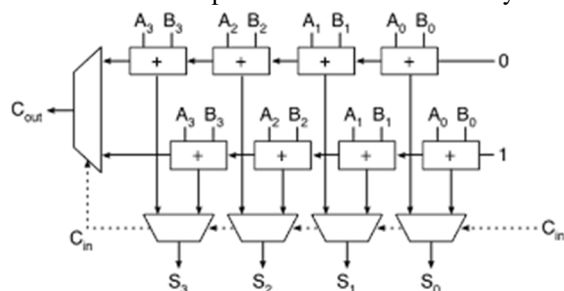 A3 B3 A2 B2 A1 B1 A0 B0
+ + + + 0
Cout
A3 B3 A2 B2 A1 B1 A0 B0
+ + + + 1
Cin Cin
S3 S2 S1 S0